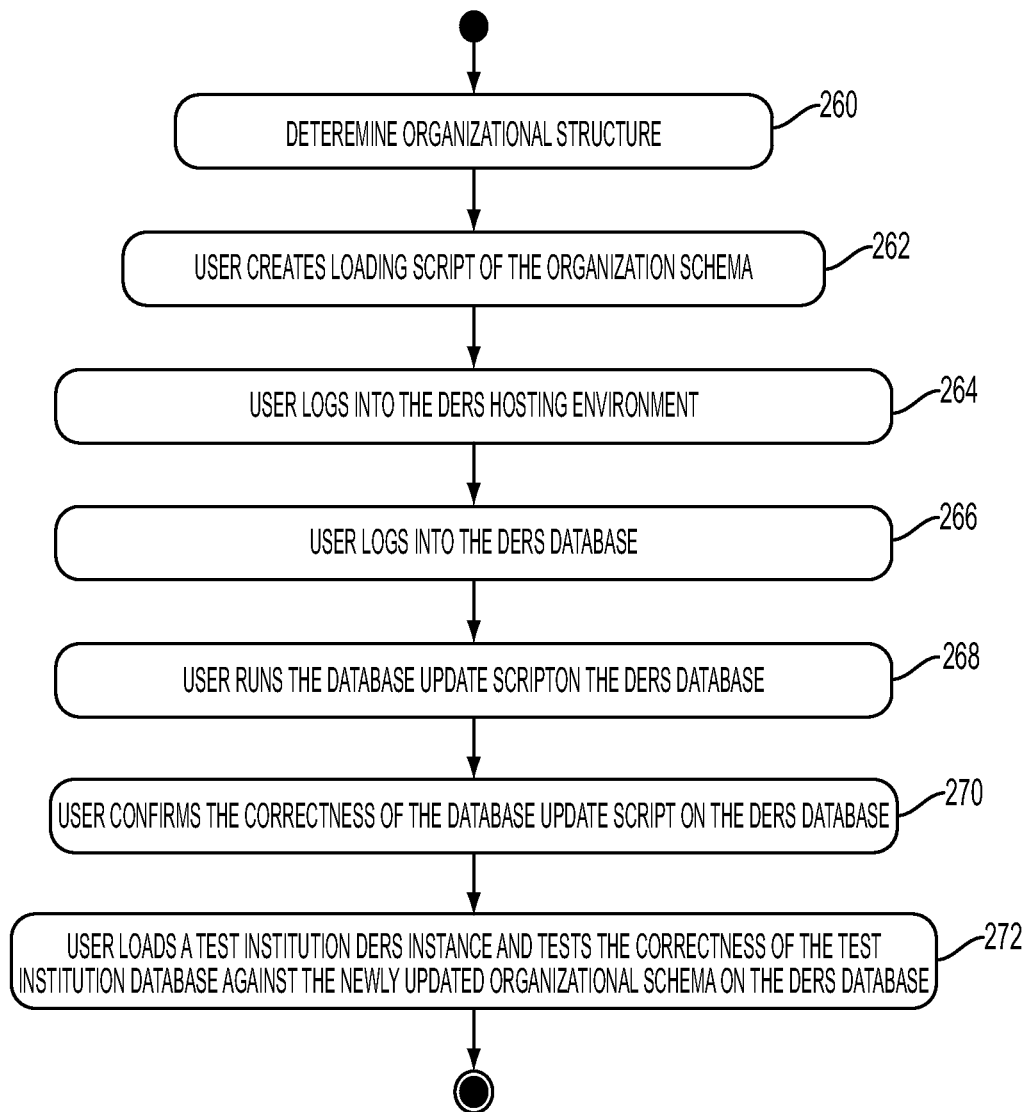 DETEREMINE ORGANIZATIONAL STRUCTURE
260
USER CREATES LOADING SCRIPT OF THE ORGANIZATION SCHEMA
262
USER LOGS INTO THE DERS HOSTING ENVIRONMENT
264
USER LOGS INTO THE DERS DATABASE
266
USER RUNS THE DATABASE UPDATE SCRIPTON THE DERS DATABASE
268
USER CONFIRMS THE CORRECTNESS OF THE DATABASE UPDATE SCRIPT ON THE DERS DATABASE
270
USER LOADS A TEST INSTITUTION DERS INSTANCE AND TESTS THE CORRECTNESS OF THE TEST
INSTITUTION DATABASE AGAINST THE NEWLY UPDATED ORGANIZATIONAL SCHEMA ON THE DERS DATABASE
272